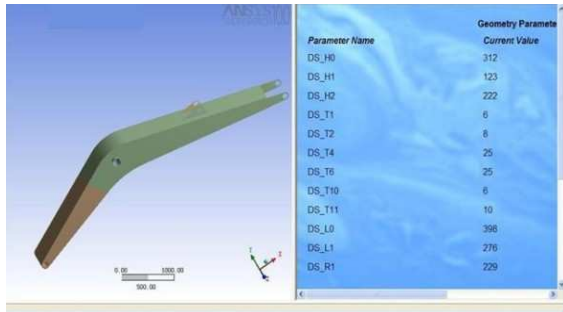 ANSYS
0.00 1000.00
500.00
Geometry Paramete
Parameter Name Current Value
DS_H0 312
DS_H1 123
DS_H2 222
DS_T1 6
DS_T2 8
DS_T4 25
DS_T6 25
DS_T10 6
DS_T11 10
DS_L0 398
DS_L1 276
DS_R1 229